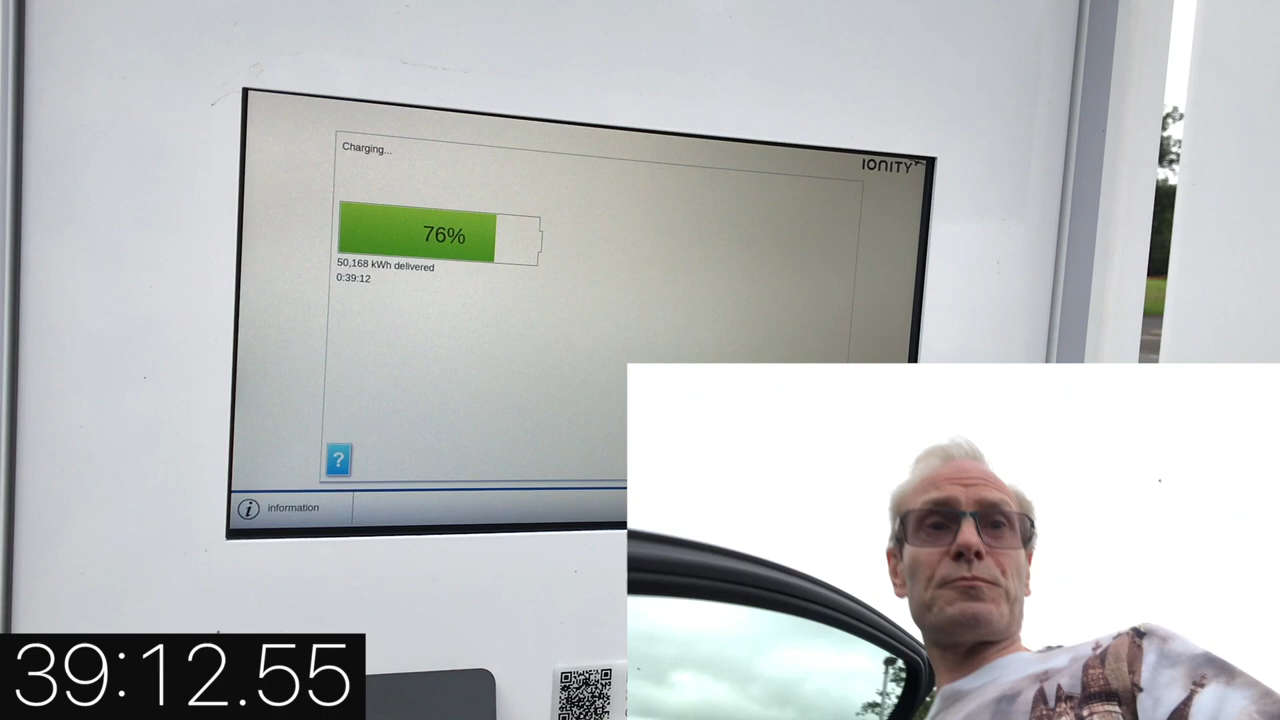 Charging...
IONITY
76%
50,168 kWh delivered
0:39:12
?
i information
39:12.55